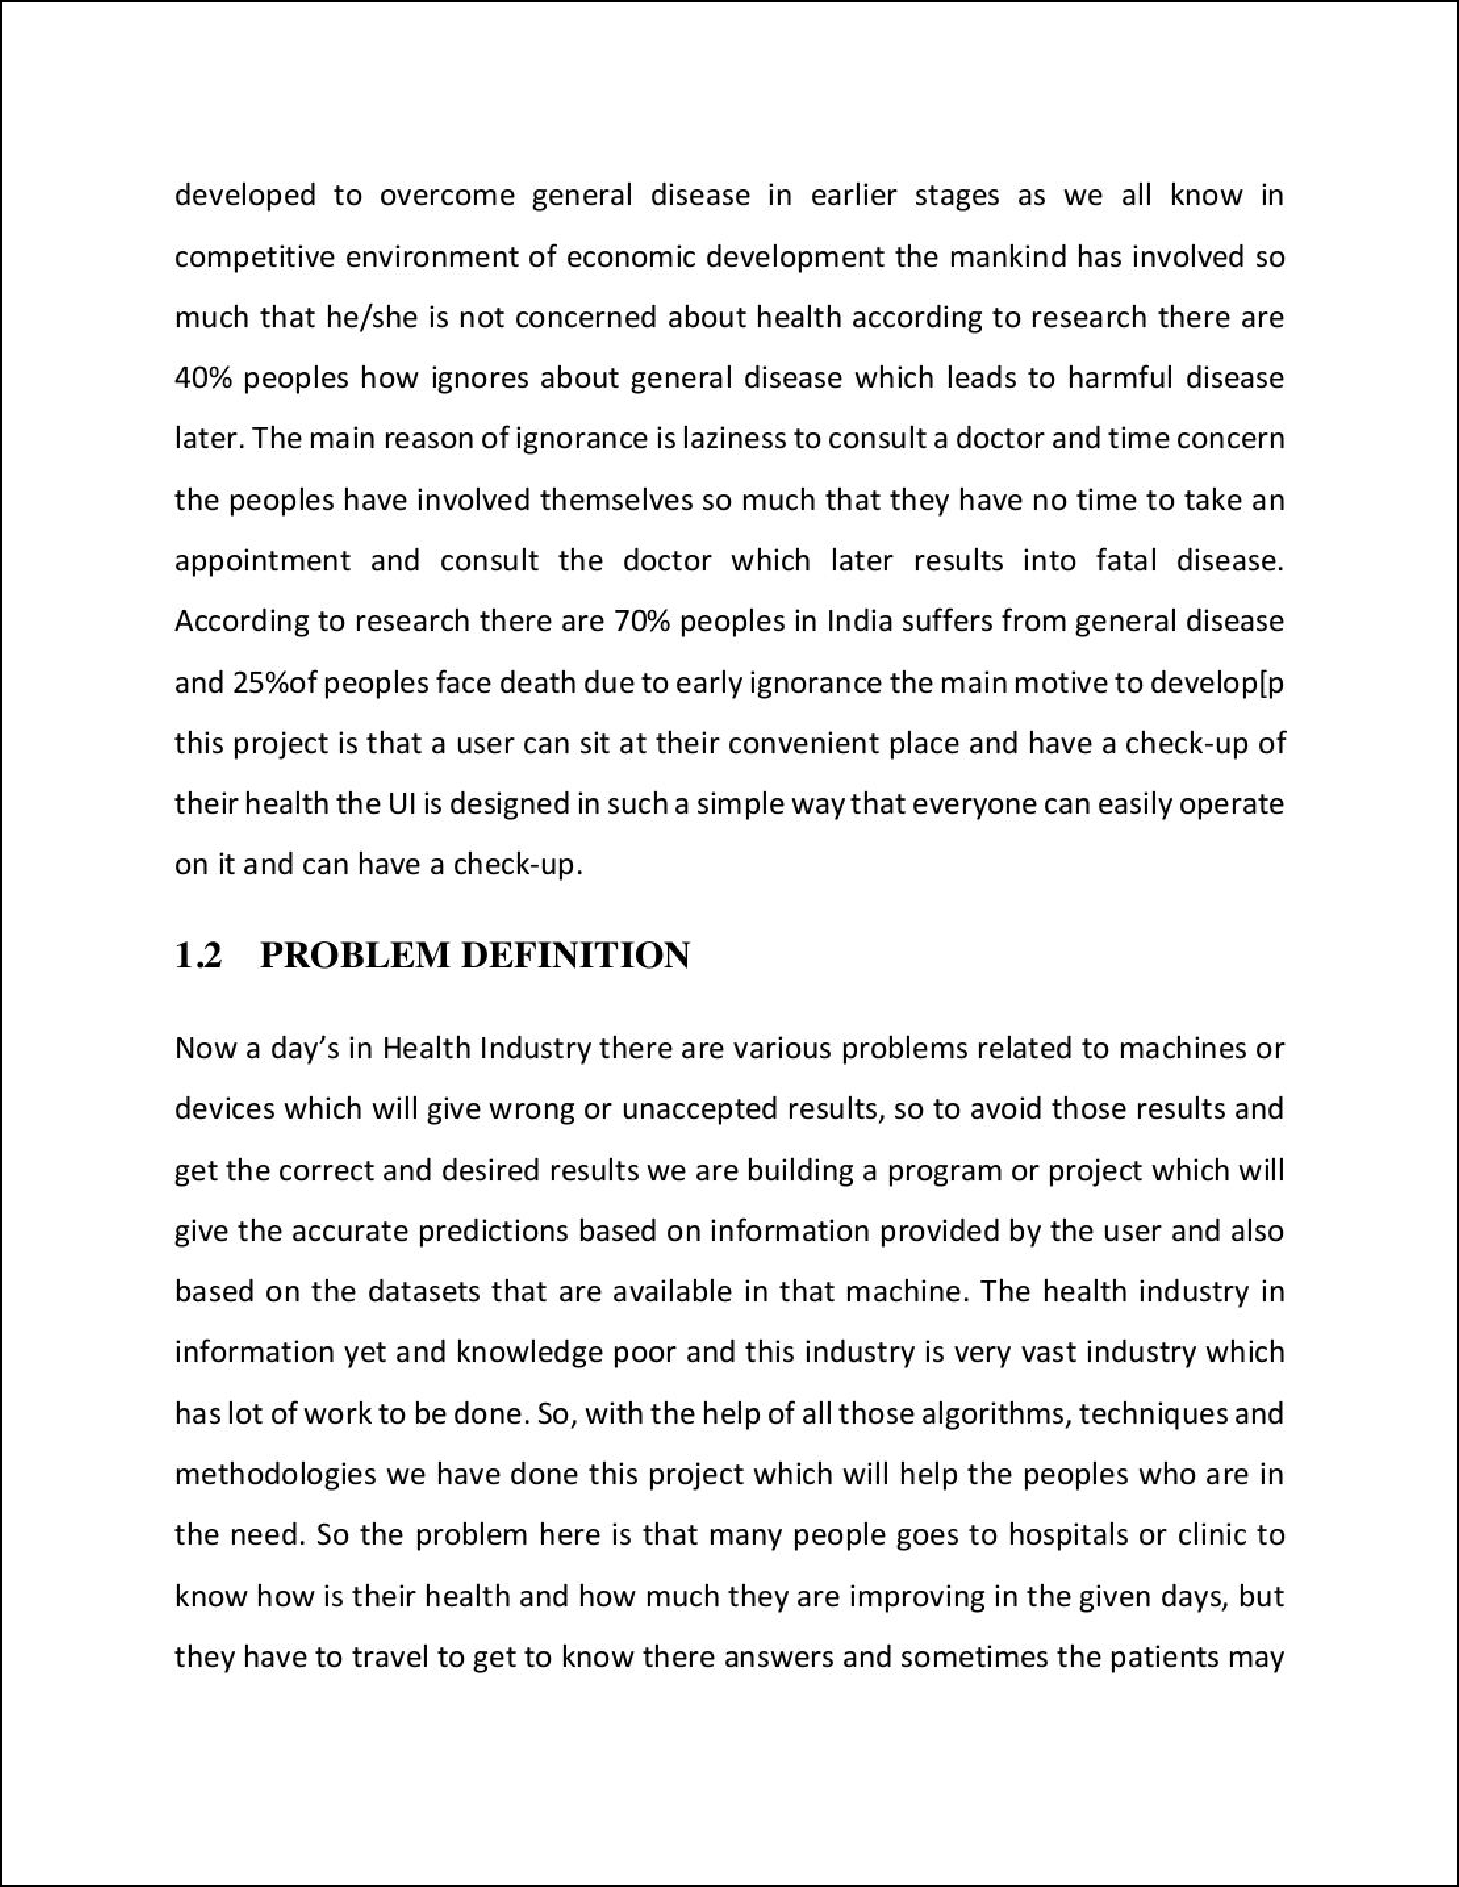 developed to overcome general disease in earlier stages as we all know in
competitive environment of economic development the mankind has involved so
much that he/she is not concerned about health according to research there are
40% peoples how ignores about general disease which leads to harmful disease
later. The main reason of ignorance is laziness to consult a doctor and time concern
the peoples have involved themselves so much that they have no time to take an
appointment and consult the doctor which later results into fatal disease.
According to research there are 70% peoples in India suffers from general disease
and 25%of peoples face death due to early ignorance the main motive to develop[p
this project is that a user can sit at their convenient place and have a check-up of
their health the UI is designed in such a simple way that everyone can easily operate
on it and can have a check-up.
1.2 PROBLEM DEFINITION
Now a day’s in Health Industry there are various problems related to machines or
devices which will give wrong or unaccepted results, so to avoid those results and
get the correct and desired results we are building a program or project which will
give the accurate predictions based on information provided by the user and also
based on the datasets that are available in that machine. The health industry in
information yet and knowledge poor and this industry is very vast industry which
has lot of work to be done. So, with the help of all those algorithms, techniques and
methodologies we have done this project which will help the peoples who are in
the need. So the problem here is that many people goes to hospitals or clinic to
know how is their health and how much they are improving in the given days, but
they have to travel to get to know there answers and sometimes the patients may